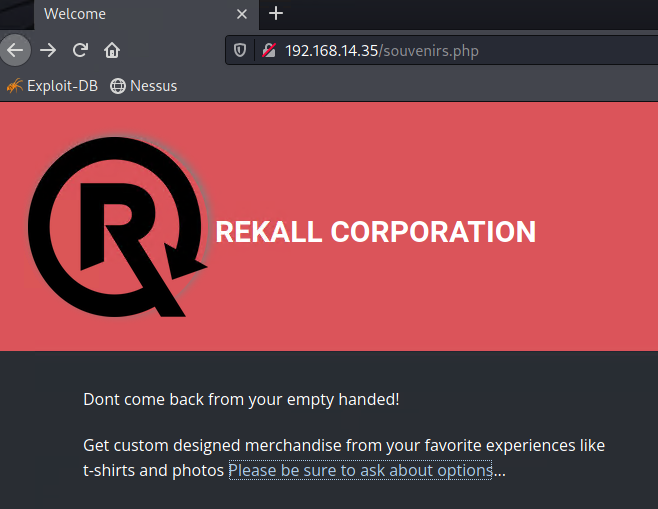 Welcome
192.168.14.35/souvenirs.php
Exploit-DB Nessus
R
REKALL CORPORATION
Dont come back from your empty handed!
Get custom designed merchandise from your favorite experiences like
t-shirts and photos Please be sure to ask about options...